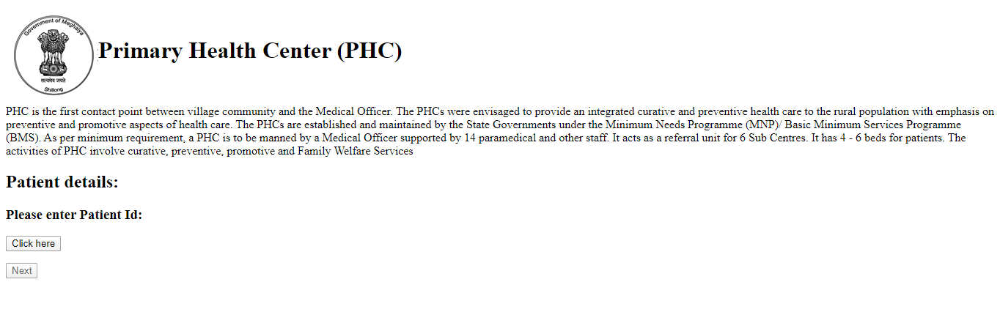 Government of Meghalya
Primary Health Center (PHC)
सत्यमेव जयते
Shillong
PHC is the first contact point between village community and the Medical Officer. The PHCs were envisaged to provide an integrated curative and preventive health care to the rural population with emphasis on
preventive and promotive aspects of health care. The PHCs are established and maintained by the State Governments under the Minimum Needs Programme (MNP)/ Basic Minimum Services Programme
(BMS). As per minimum requirement, a PHC is to be manned by a Medical Officer supported by 14 paramedical and other staff. It acts as a referral unit for 6 Sub Centres. It has 4 - 6 beds for patients. The
activities of PHC involve curative, preventive, promotive and Family Welfare Services
Patient details:
Please enter Patient Id:
Click here
Next